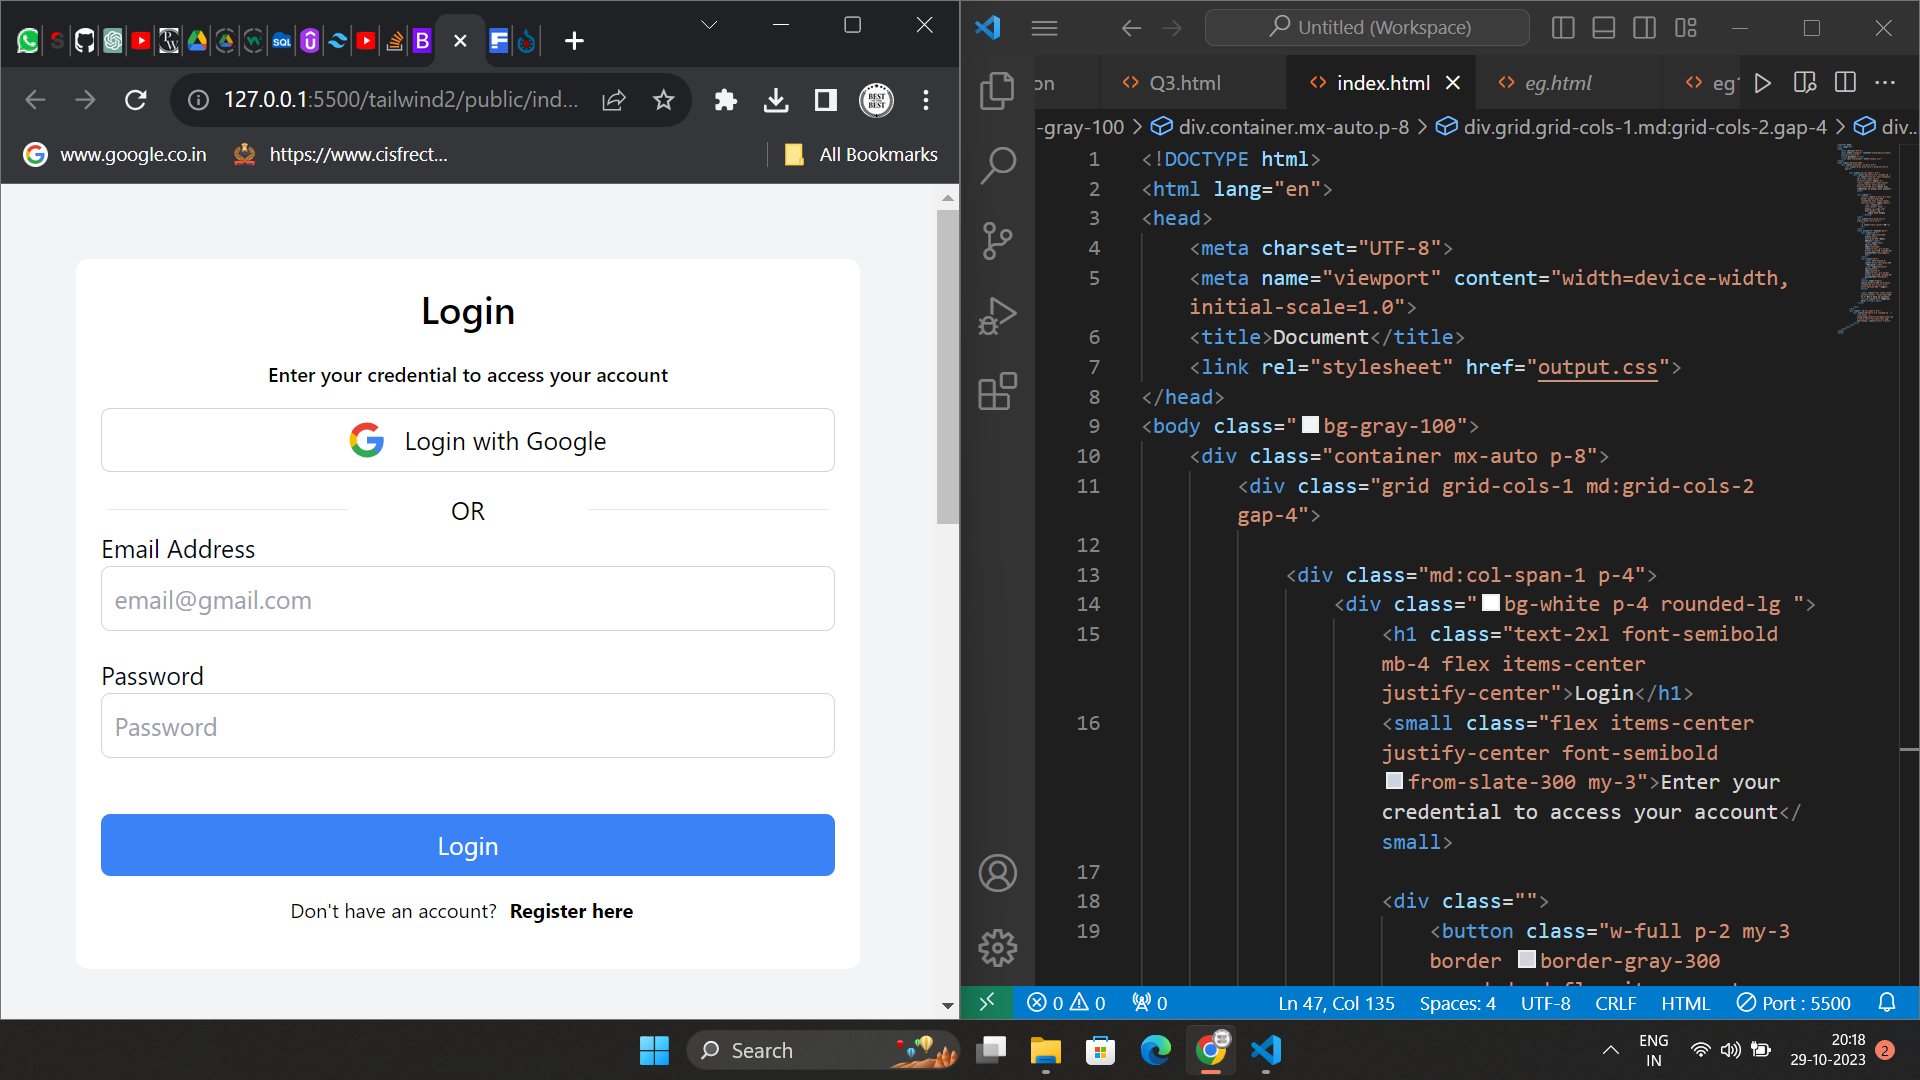 127.0.0.1:5500/tailwind2/public/ind...
www.google.co.in
https://www.cisfrect...
All Bookmarks
Login
Enter your credential to access your account
Login with Google
OR
Email Address
email@gmail.com
Password
Password
Login
Don't have an account? Register here
Untitled (Workspace)
on
Q3.html
index.html
eg.html
eg1
-gray-100 > div.container.mx-auto.p-8 > div.grid.grid-cols-1.md:grid-cols-2.gap-4 > div...
1 <!DOCTYPE html>
2 <html lang="en">
3 <head>
4 <meta charset="UTF-8">
5 <meta name="viewport" content="width=device-width,
initial-scale=1.0">
6 <title>Document</title>
7 <link rel="stylesheet" href="output.css">
8 </head>
9 <body class="bg-gray-100">
10 <div class="container mx-auto p-8">
11 <div class="grid grid-cols-1 md:grid-cols-2
gap-4">
12
13 <div class="md:col-span-1 p-4">
14 <div class="bg-white p-4 rounded-lg ">
15 <h1 class="text-2xl font-semibold
mb-4 flex items-center
justify-center">Login</h1>
16 <small class="flex items-center
justify-center font-semibold
from-slate-300 my-3">Enter your
credential to access your account</
small>
17
18 <div class="">
19 <button class="w-full p-2 my-3
border border-gray-300
0 0 0
Ln 47, Col 135
Spaces: 4
UTF-8
CRLF
HTML
Port : 5500
Search
ENG
IN
20:18
29-10-2023
2